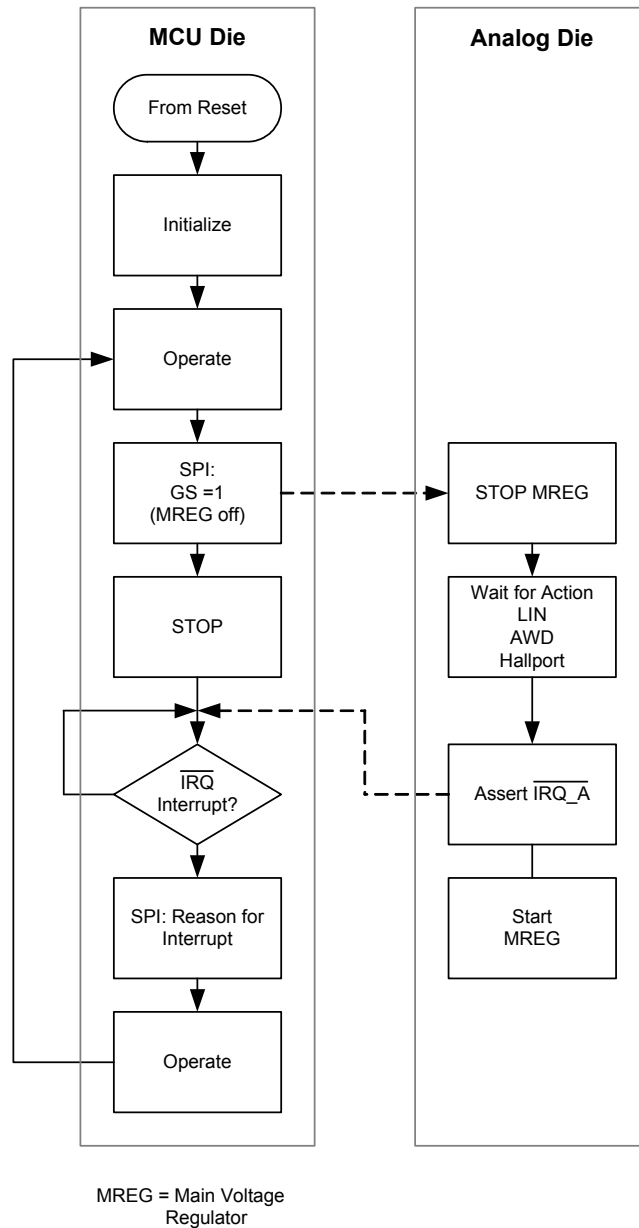 MCU Die
From Reset
Initialize
Operate
SPI:
GS =1
(MREG off)
STOP
IRQ
Interrupt?
SPI: Reason for
Interrupt
Operate
Analog Die
STOP MREG
Wait for Action
LIN
AWD
Hallport
Assert IRQ_A
Start
MREG
MREG = Main Voltage
Regulator